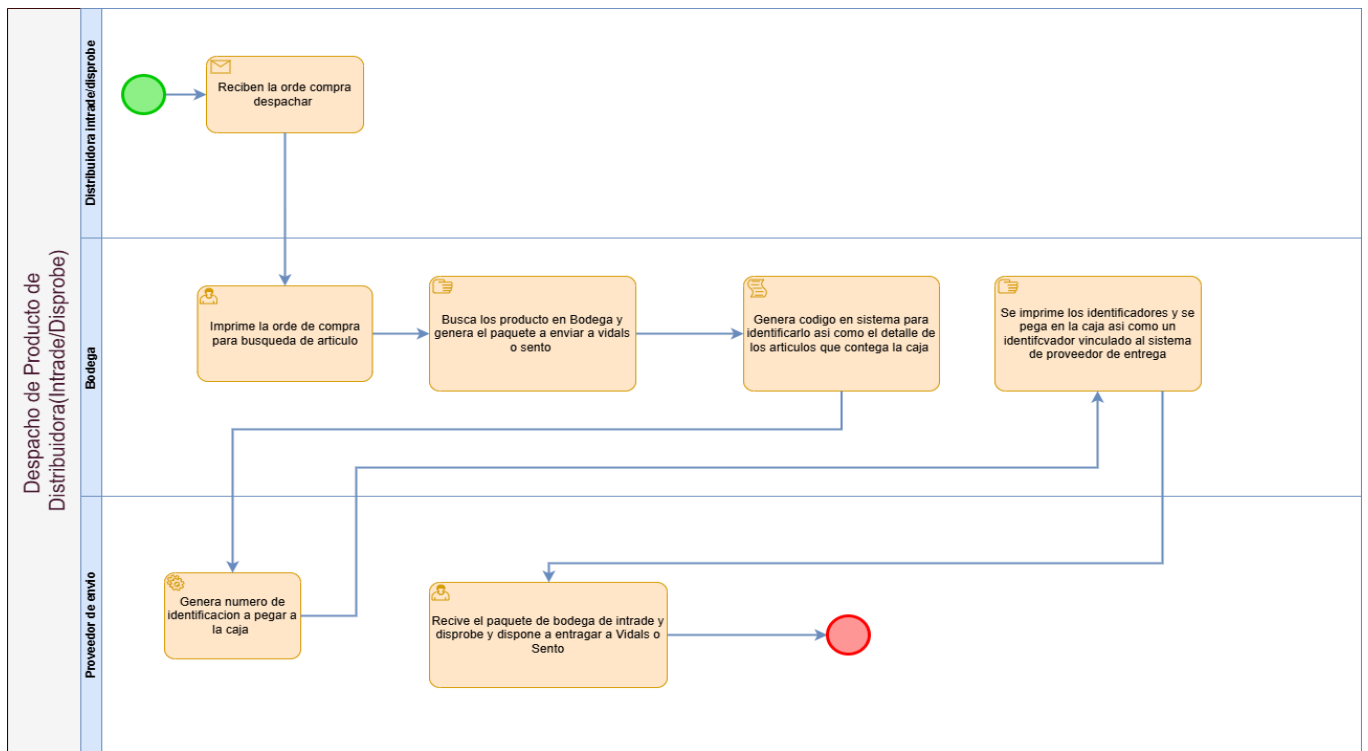 Despacho de Producto de
Distribuidora(Intrade/Disprobe)
Distribuidora intrade/disprobe
Reciben la orde compra
despachar
Bodega
Imprime la orde de compra
para busqueda de articulo
Busca los producto en Bodega y
genera el paquete a enviar a vidals
o sento
Genera codigo en sistema para
identificarlo asi como el detalle de
los articulos que contega la caja
Se imprime los identificadores y se
pega en la caja asi como un
identifcvador vinculado al sistema
de proveedor de entrega
Proveedor de envio
Genera numero de
identificacion a pegar a
la caja
Recive el paquete de bodega de intrade y
disprobe y dispone a entragar a Vidals o
Sento